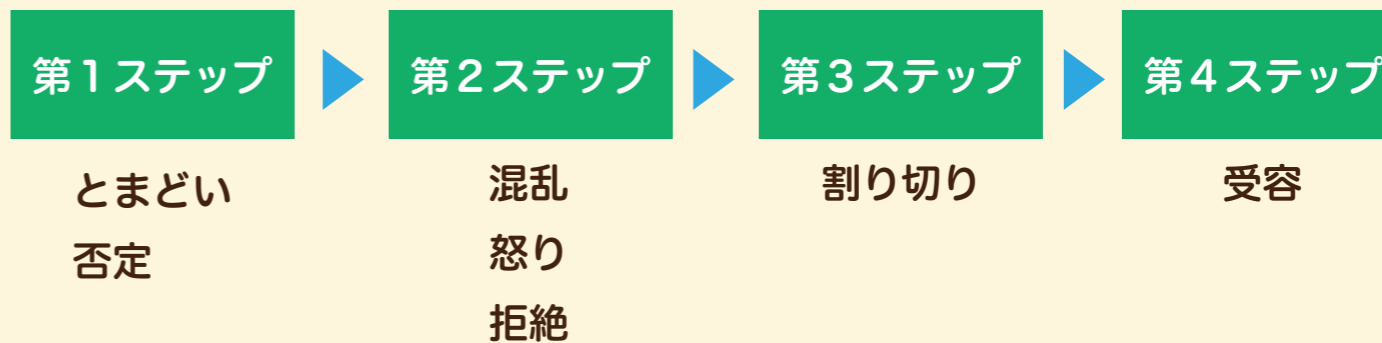 第1ステップ
とまどい
否定
第2ステップ
混乱
怒り
拒絶
第3ステップ
割り切り
第4ステップ
受容